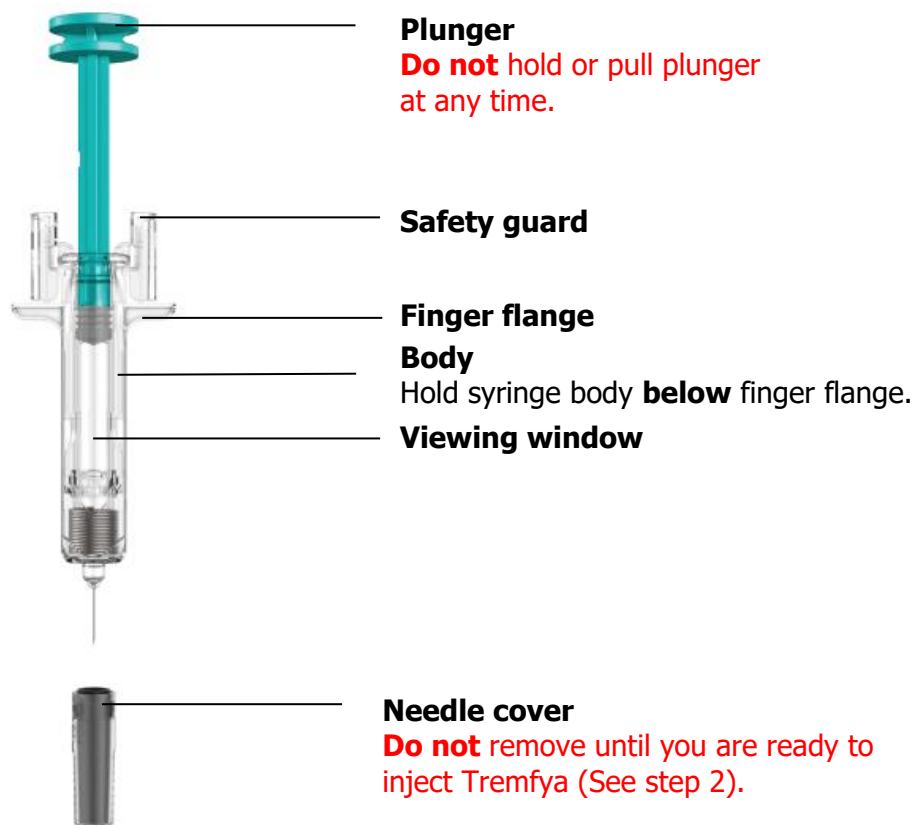 Plunger
Do not hold or pull plunger
at any time.
Safety guard
Finger flange
Body
Hold syringe body below finger flange.
Viewing window
Needle cover
Do not remove until you are ready to
inject Tremfya (See step 2).